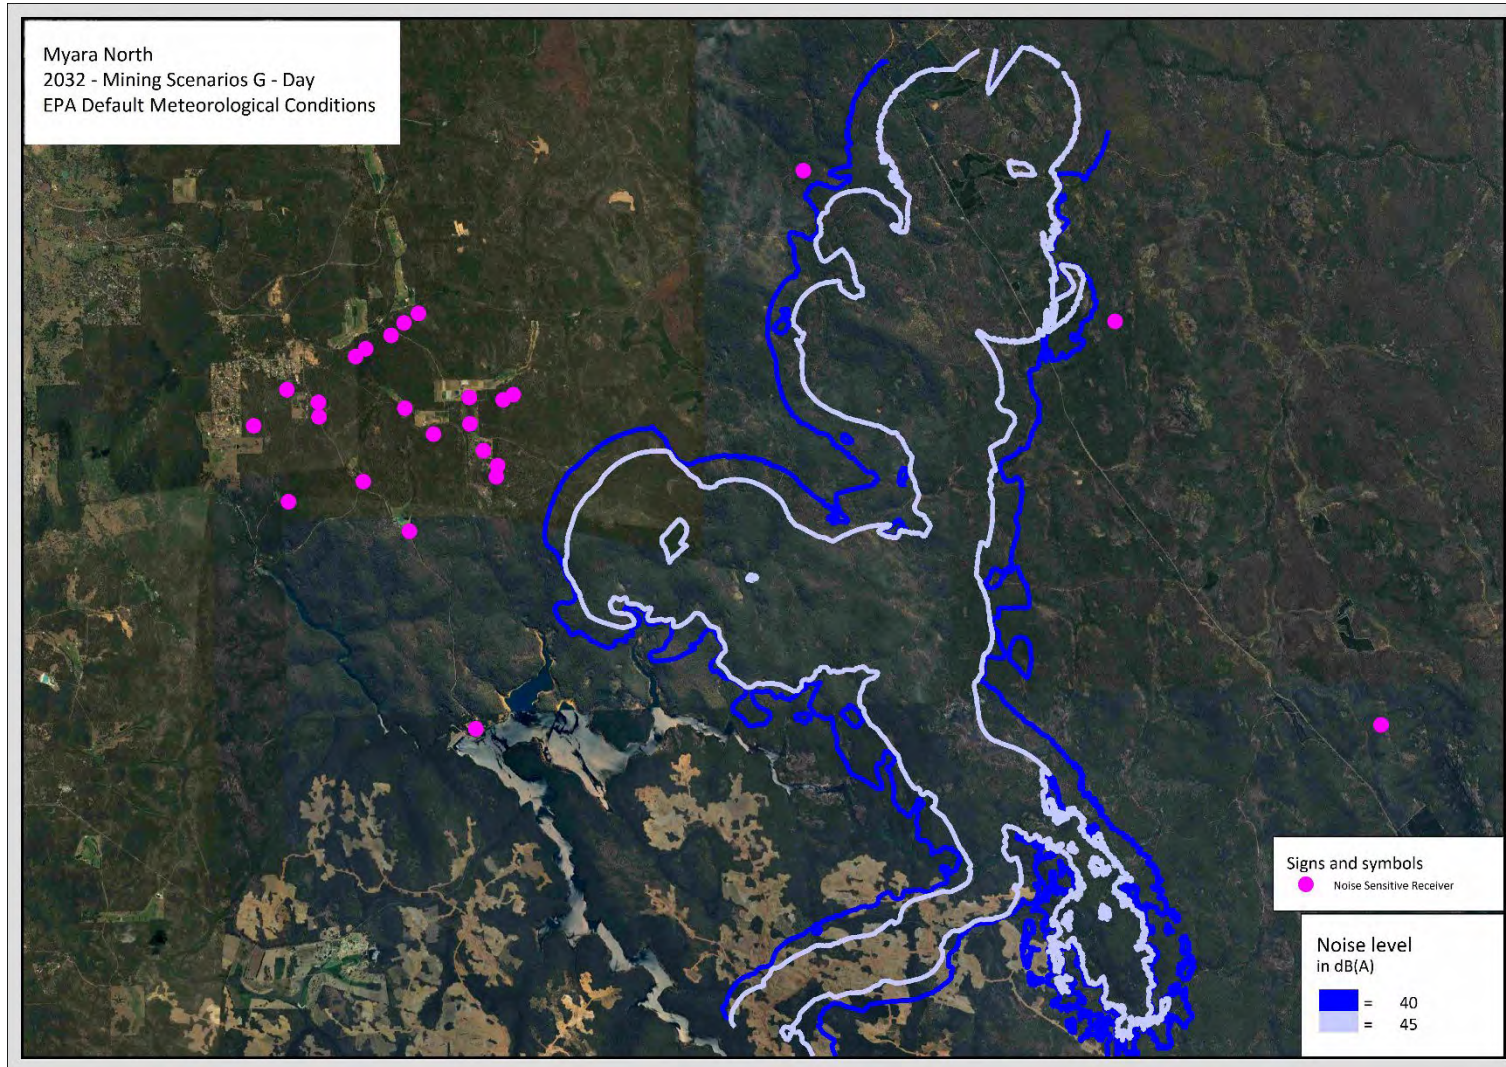 Myara North
2032 - Mining Scenarios G - Day
EPA Default Meteorological Conditions
Signs and symbols
Noise Sensitive Receiver
Noise level
in dB(A)
= 40
= 45